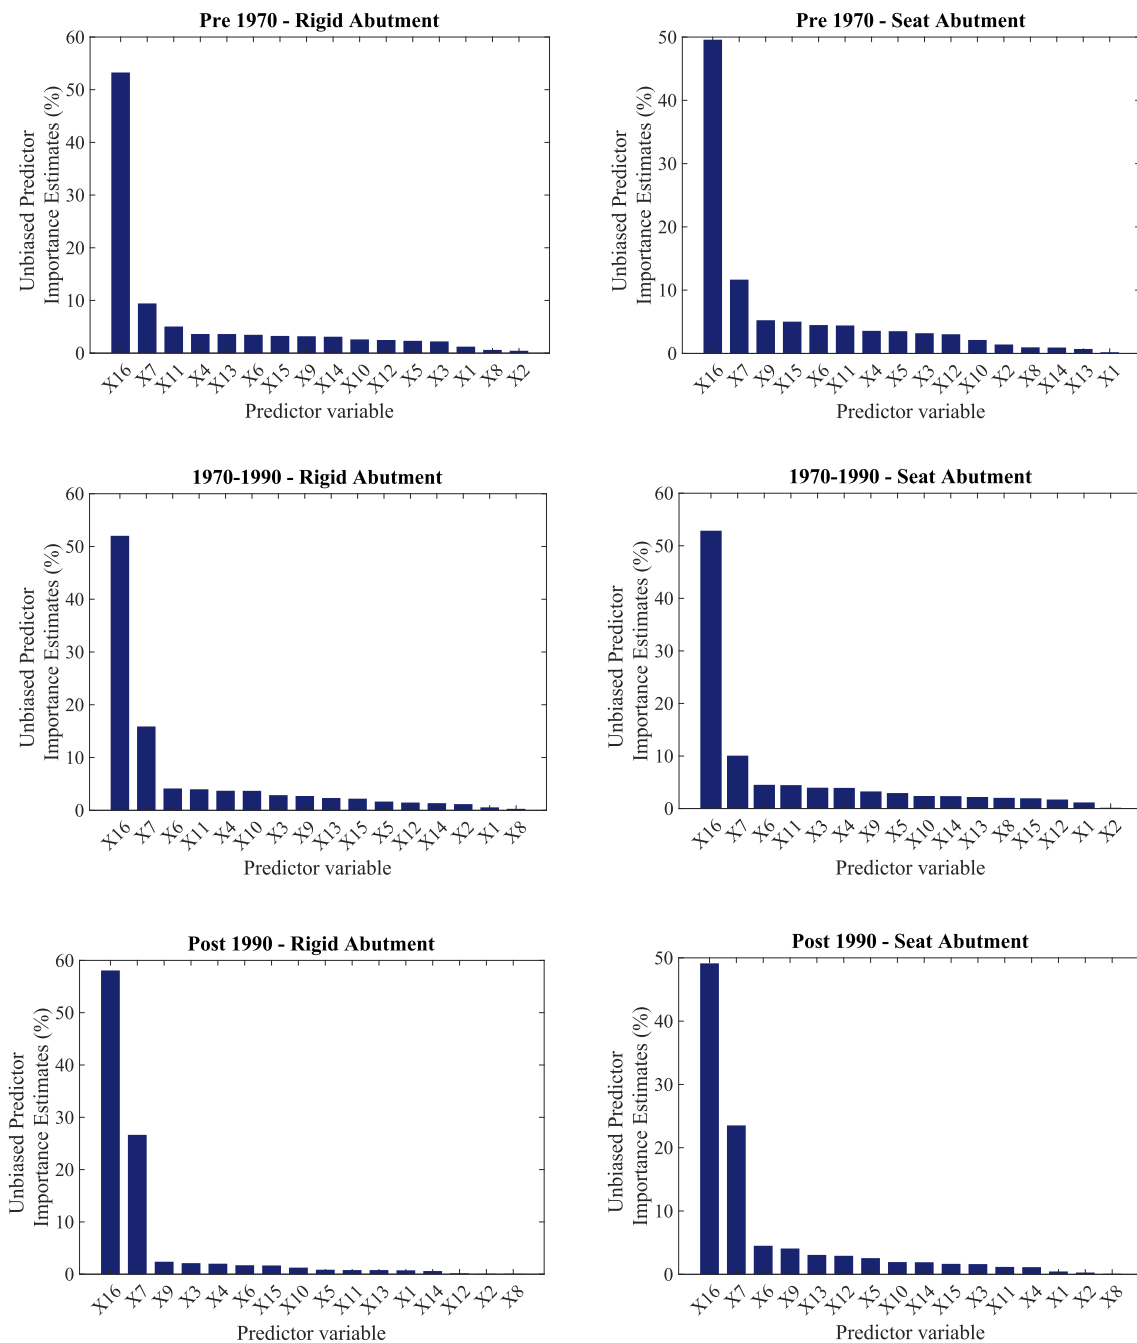 Pre 1970 - Rigid Abutment
60
50
40
30
20
10
0
Unbiased Predictor
Importance Estimates (%)
X16 X7 X11 X4 X13 X6 X15 X9 X14 X10 X12 X5 X3 X1 X8 X2
Predictor variable
Pre 1970 - Seat Abutment
50
40
30
20
10
0
Unbiased Predictor
Importance Estimates (%)
X16 X7 X9 X15 X6 X11 X4 X5 X3 X12 X10 X2 X8 X14 X13 X1
Predictor variable
1970-1990 - Rigid Abutment
60
50
40
30
20
10
0
Unbiased Predictor
Importance Estimates (%)
X16 X7 X6 X11 X4 X10 X3 X9 X13 X15 X5 X12 X14 X2 X1 X8
Predictor variable
1970-1990 - Seat Abutment
60
50
40
30
20
10
0
Unbiased Predictor
Importance Estimates (%)
X16 X7 X6 X11 X3 X4 X9 X5 X10 X14 X13 X8 X15 X12 X1 X2
Predictor variable
Post 1990 - Rigid Abutment
60
50
40
30
20
10
0
Unbiased Predictor
Importance Estimates (%)
X16 X7 X9 X3 X4 X6 X15 X10 X5 X11 X13 X1 X14 X12 X2 X8
Predictor variable
Post 1990 - Seat Abutment
50
40
30
20
10
0
Unbiased Predictor
Importance Estimates (%)
X16 X7 X6 X9 X13 X12 X5 X10 X14 X15 X3 X11 X4 X1 X2 X8
Predictor variable